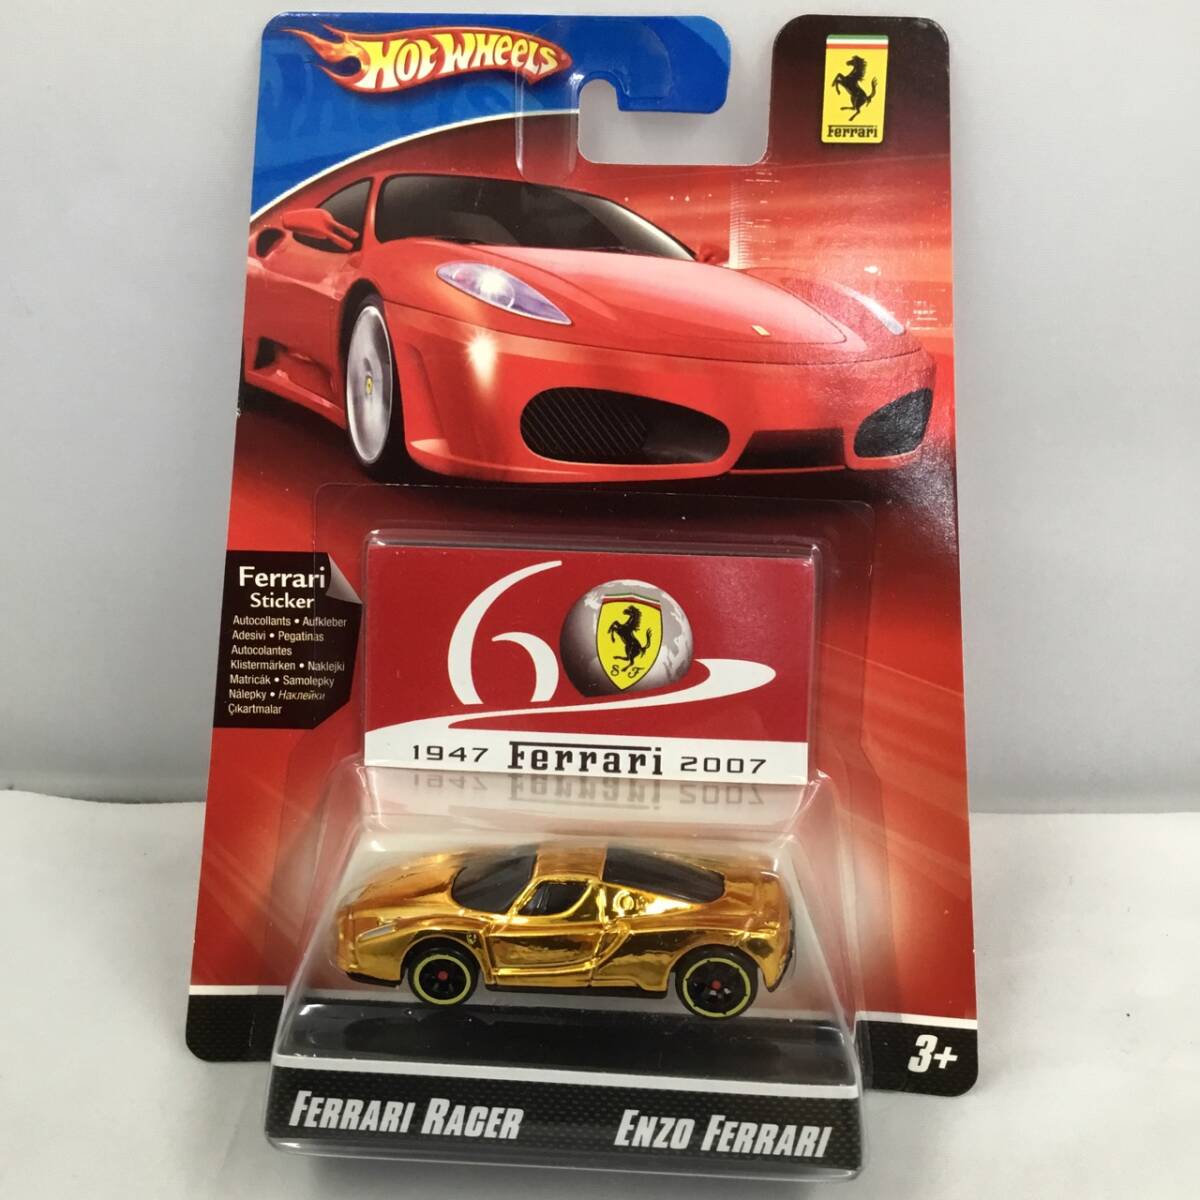 HOT WHEELS
Ferrari
Ferrari
Sticker
Autocollants • Aufkleber
Adesivi • Pegatinas
Autocolantes
Klistermärken • Naklejki
Matricák • Samolepky
Nálepky • Наклейки
Çıkartmalar
60
S F
1947 Ferrari 2007
3+
FERRARI RACER
ENZO FERRARI